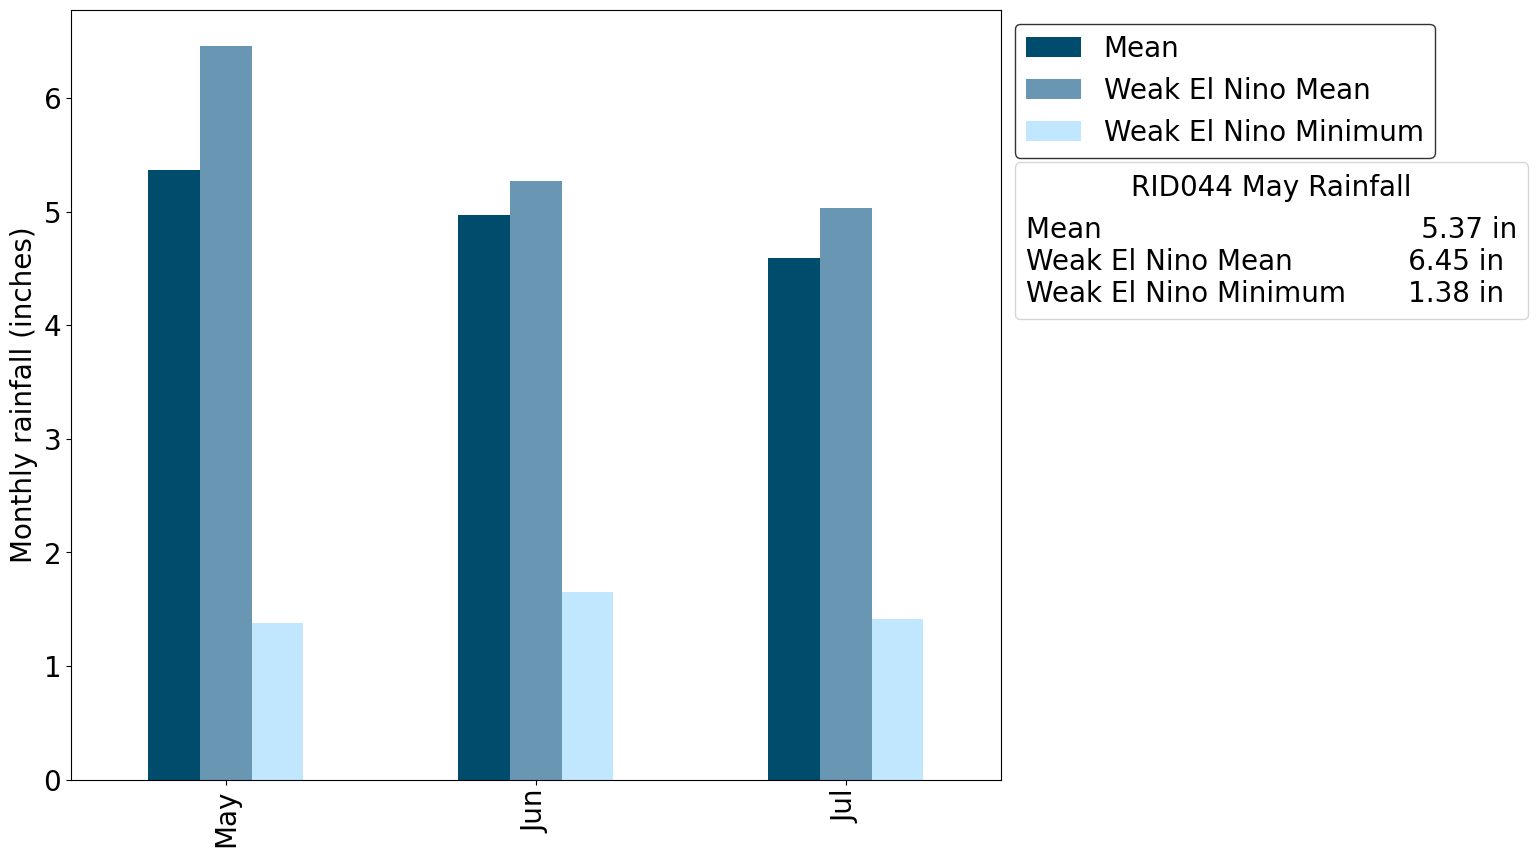 Monthly rainfall (inches)
6
5
4
3
2
1
0
May
Jun
Jul
Mean
Weak El Nino Mean
Weak El Nino Minimum
RID044 May Rainfall
Mean 5.37 in
Weak El Nino Mean 6.45 in
Weak El Nino Minimum 1.38 in